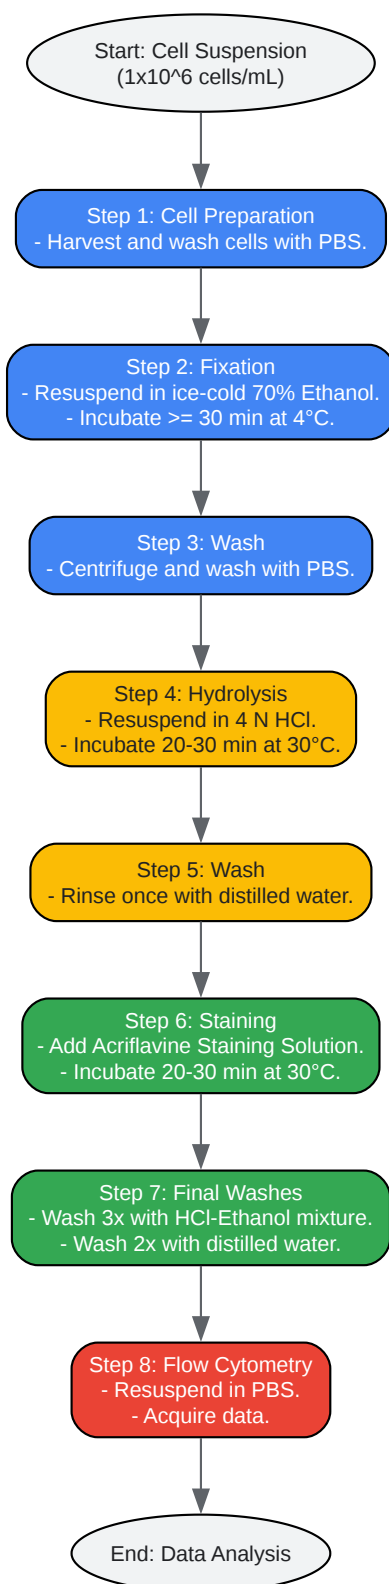 Start: Cell Suspension
(1x10^6 cells/mL)
Step 1: Cell Preparation
- Harvest and wash cells with PBS.
Step 2: Fixation
- Resuspend in ice-cold 70% Ethanol.
- Incubate >= 30 min at 4°C.
Step 3: Wash
- Centrifuge and wash with PBS.
Step 4: Hydrolysis
- Resuspend in 4 N HCl.
- Incubate 20-30 min at 30°C.
Step 5: Wash
- Rinse once with distilled water.
Step 6: Staining
- Add Acriflavine Staining Solution.
- Incubate 20-30 min at 30°C.
Step 7: Final Washes
- Wash 3x with HCl-Ethanol mixture.
- Wash 2x with distilled water.
Step 8: Flow Cytometry
- Resuspend in PBS.
- Acquire data.
End: Data Analysis